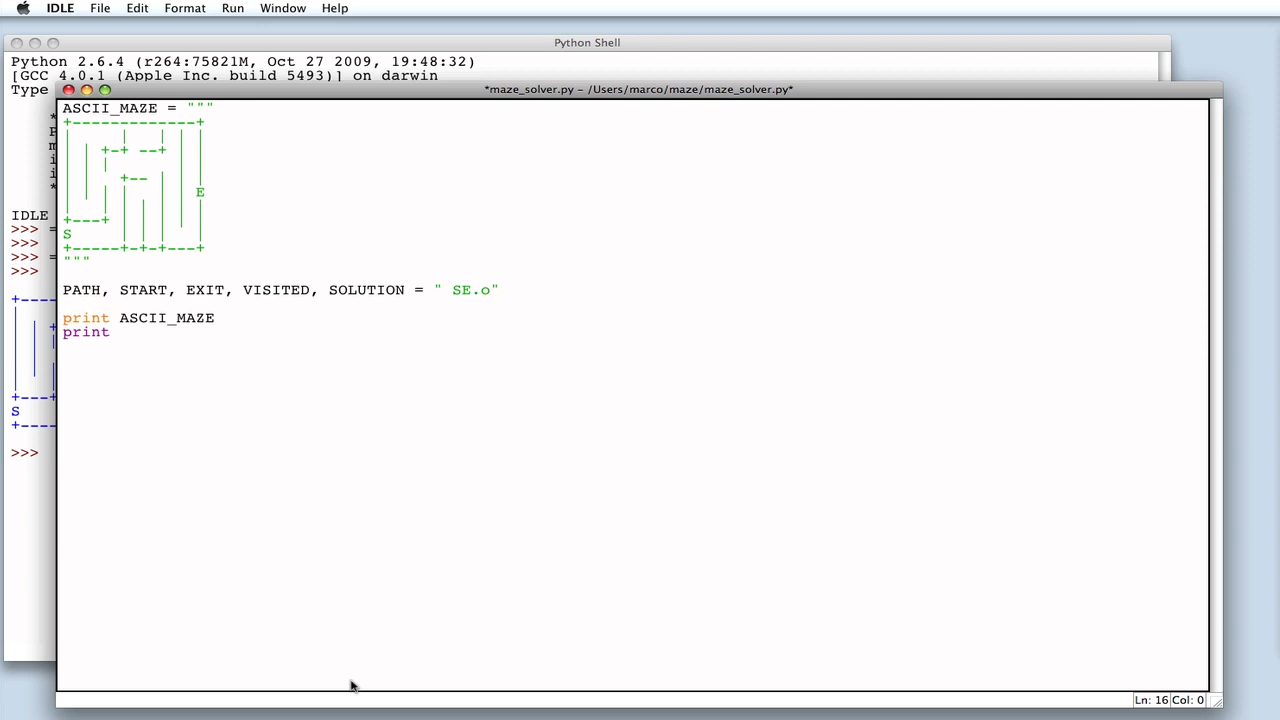 IDLE File Edit Format Run Window Help
Python Shell
Python 2.6.4 (r264:75821M, Oct 27 2009, 19:48:32)
[GCC 4.0.1 (Apple Inc. build 5493)] on darwin
Type
IDLE
>>> =
>>>
>>> =
>>>
+----
S
+----
>>>
*maze_solver.py – /Users/marco/maze/maze_solver.py*
ASCII_MAZE = """
+-------------+
|     |   | | |
| | +-+ --+ | |
| | |       | |
| |   +-- | | |
| | | |   | | E
|   | | | | | |
+---+ | | | | |
S     | | |   |
+-----+-+-+---+
"""
PATH, START, EXIT, VISITED, SOLUTION = " SE.o"
print ASCII_MAZE
print
Ln: 16 Col: 0